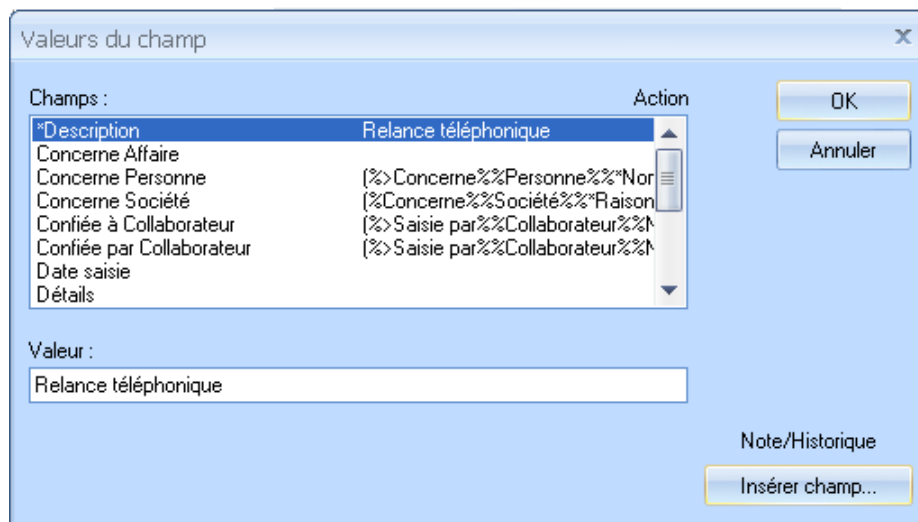 Valeurs du champ
Champs : Action
*Description Relance téléphonique
Concerne Affaire
Concerne Personne (%>Concerne%%Personne%%*Nor
Concerne Société (%Concerne%%Société%%*Raison
Confiée à Collaborateur (%>Saisie par%%Collaborateur%%N
Confiée par Collaborateur (%>Saisie par%%Collaborateur%%N
Date saisie
Détails
OK
Annuler
Valeur :
Relance téléphonique
Note/Historique
Insérer champ...